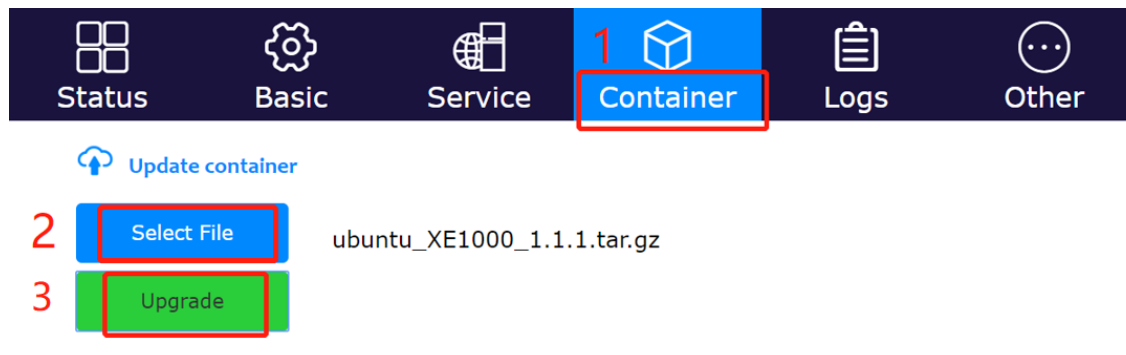 1
Status Basic Service Container Logs Other
Update container
2 Select File ubuntu_XE1000_1.1.1.tar.gz
3 Upgrade